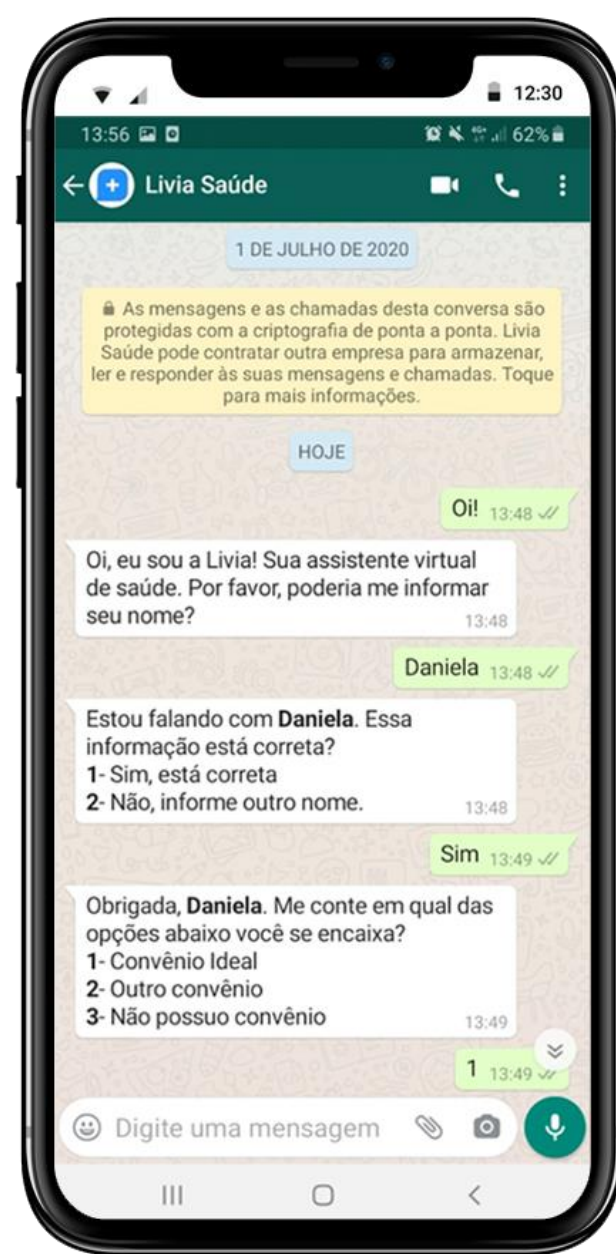 12:30
13:56 62%
Livia Saúde
1 DE JULHO DE 2020
As mensagens e as chamadas desta conversa são
protegidas com a criptografia de ponta a ponta. Livia
Saúde pode contratar outra empresa para armazenar,
ler e responder às suas mensagens e chamadas. Toque
para mais informações.
HOJE
Oi! 13:48
Oi, eu sou a Livia! Sua assistente virtual
de saúde. Por favor, poderia me informar
seu nome?
13:48
Daniela 13:48
Estou falando com Daniela. Essa
informação está correta?
1- Sim, está correta
2- Não, informe outro nome.
13:48
Sim 13:49
Obrigada, Daniela. Me conte em qual das
opções abaixo você se encaixa?
1- Convênio Ideal
2- Outro convênio
3- Não possuo convênio
13:49
1 13:49
Digite uma mensagem